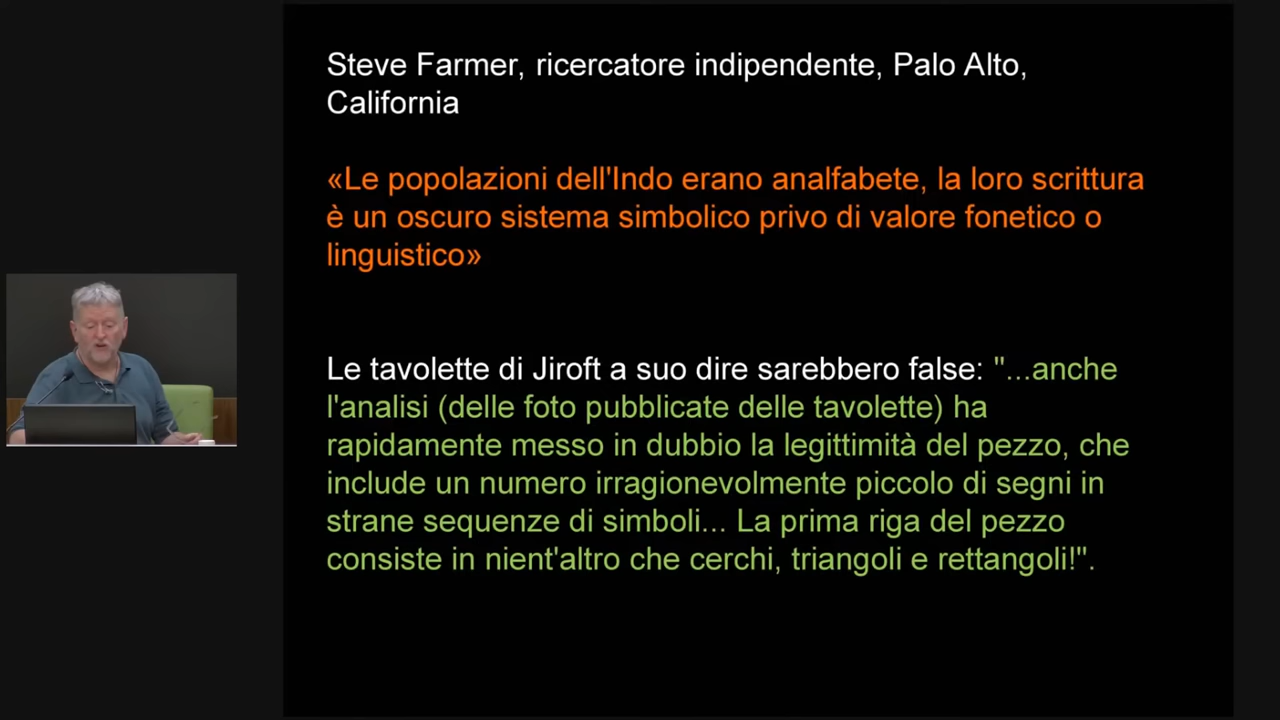 Steve Farmer, ricercatore indipendente, Palo Alto,
California
«Le popolazioni dell'Indo erano analfabete, la loro scrittura
è un oscuro sistema simbolico privo di valore fonetico o
linguistico»
Le tavolette di Jiroft a suo dire sarebbero false: "...anche
l'analisi (delle foto pubblicate delle tavolette) ha
rapidamente messo in dubbio la legittimità del pezzo, che
include un numero irragionevolmente piccolo di segni in
strane sequenze di simboli... La prima riga del pezzo
consiste in nient'altro che cerchi, triangoli e rettangoli!".